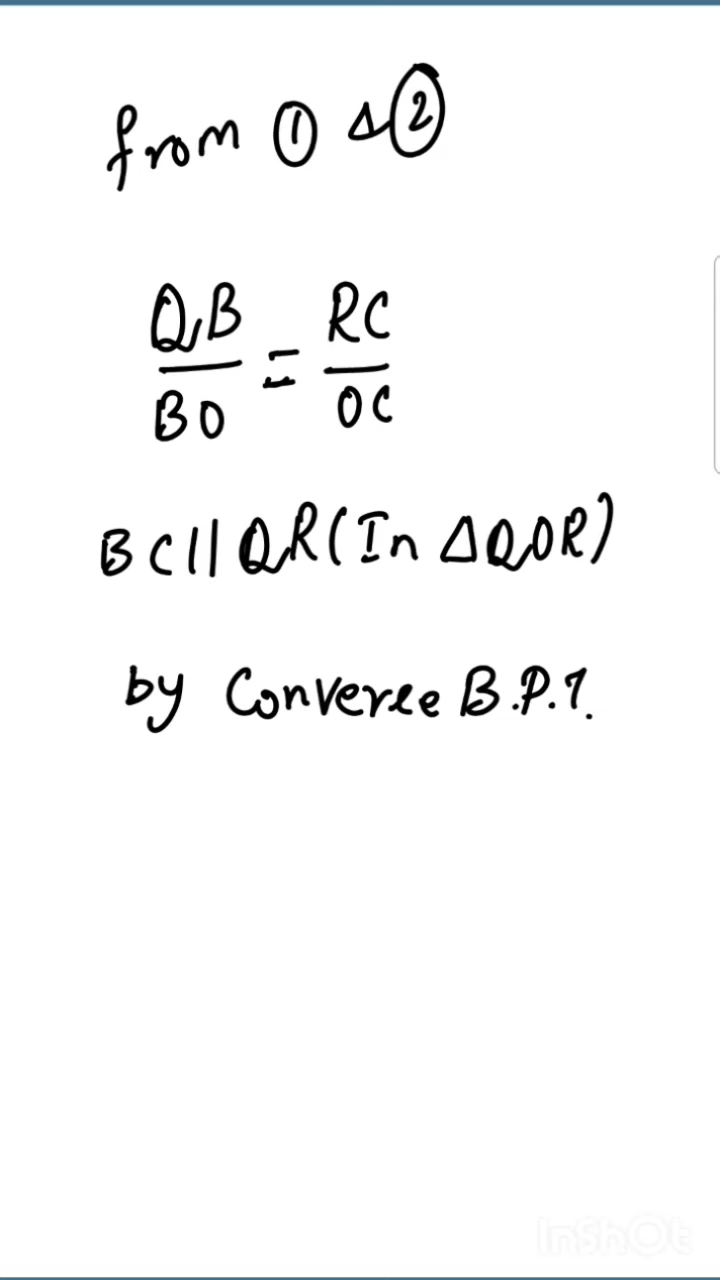 from ① & ②
QB/BO = RC/OC
BC || QR (In ΔQOR)
by Converse B.P.T.
InShOt